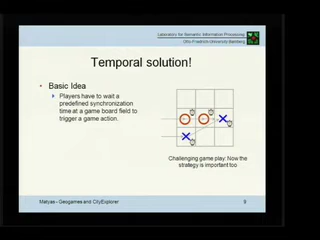 Laboratory for Semantic Information Processing
Otto-Friedrich-University Bamberg
Temporal solution!
• Basic Idea
Players have to wait a
predefined synchronization
time at a game board field to
trigger a game action.
Challenging game play: Now the
strategy is important too
Matyas - Geogames and CityExplorer
9